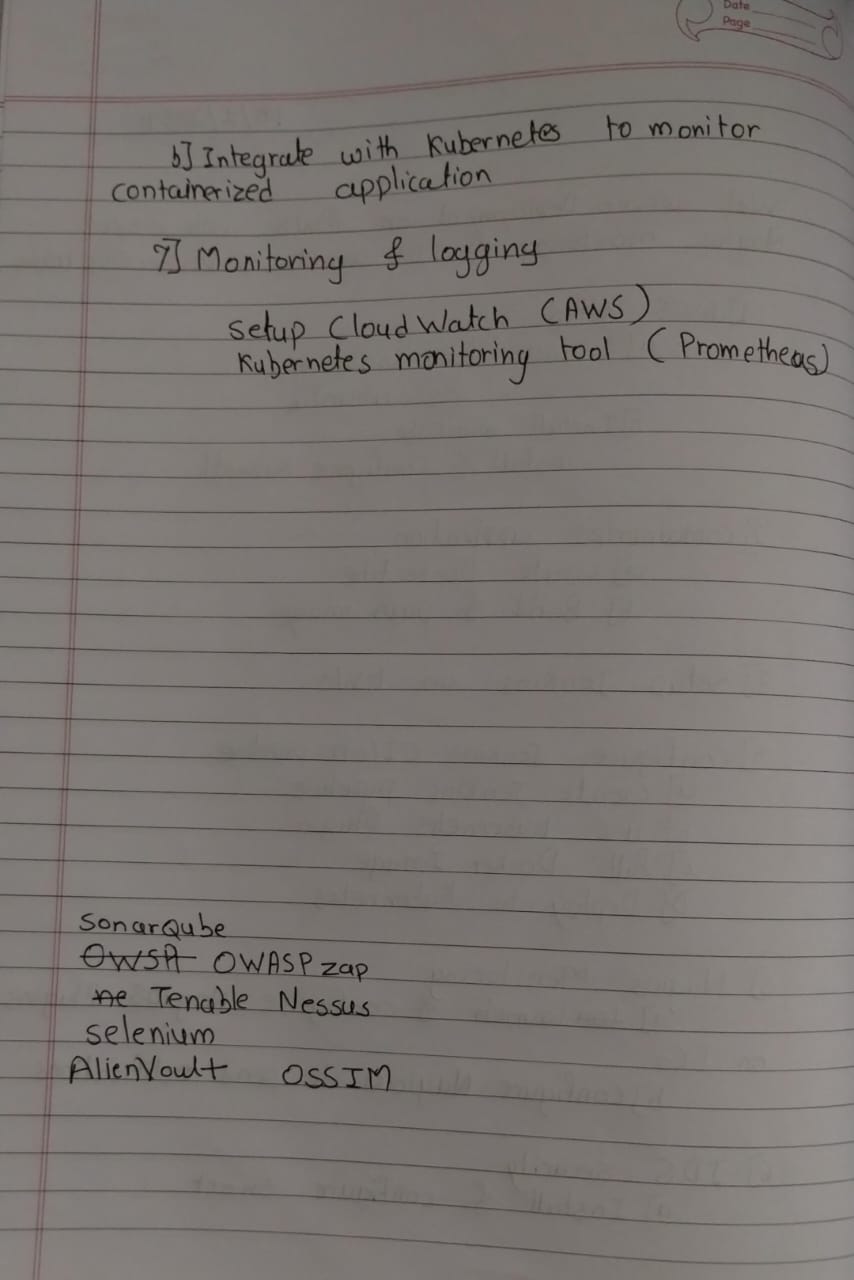 Date
Page
b] Integrate with Kubernetes to monitor
containerized application
7] Monitoring & logging
setup CloudWatch (AWS)
Kubernetes monitoring tool (Prometheas)
SonarQube
OWSA OWASP zap
ne Tenable Nessus
selenium
AlienVoult OSSIM